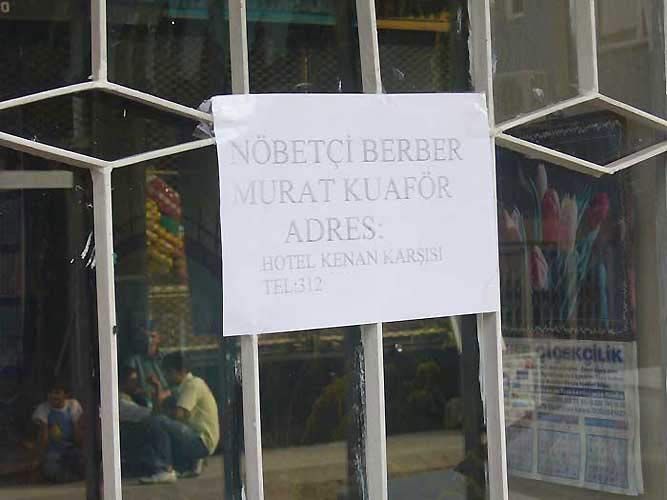 NÖBETÇİ BERBER
MURAT KUAFÖR
ADRES:
HOTEL KENAN KARŞISI
TEL:312
ÇİÇEKÇİLİK